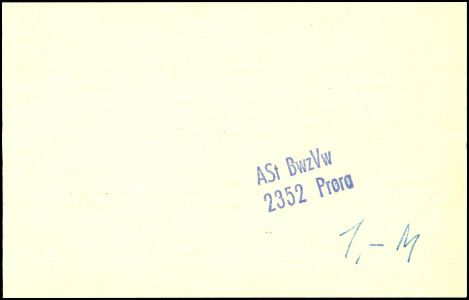 ASt BwzVw
2352 Prora
1,- M